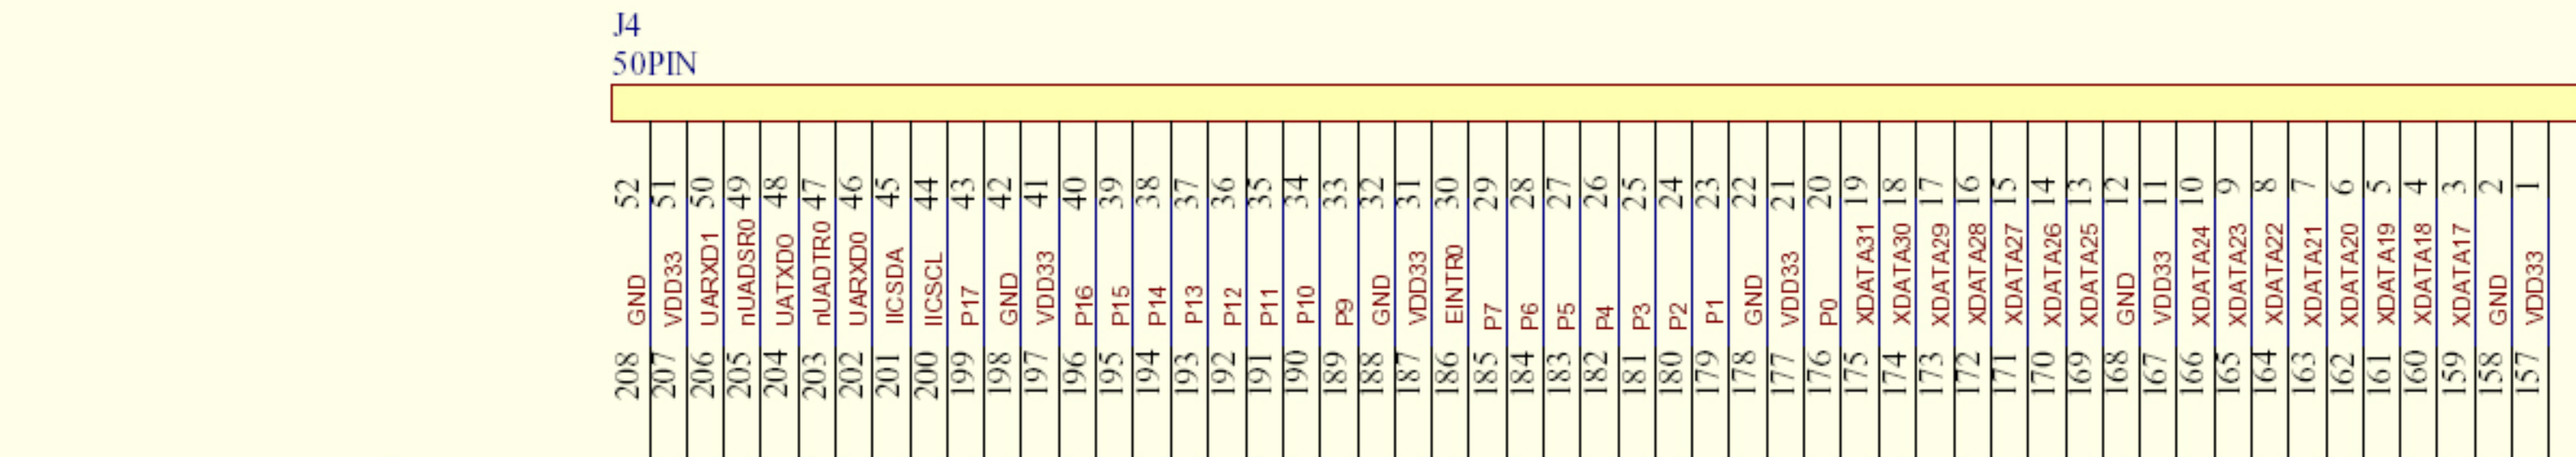 J4
50PIN
52 51 50 49 48 47 46 45 44 43 42 41 40 39 38 37 36 35 34 33 32 31 30 29 28 27 26 25 24 23 22 21 20 19 18 17 16 15 14 13 12 11 10 9 8 7 6 5 4 3 2 1
GND VDD33 UARXD1 nUADSR0 UATXD0 nUADTR0 UARXD0 IICSDA IICSCL P17 GND VDD33 P16 P15 P14 P13 P12 P11 P10 P9 GND VDD33 EINTR0 P7 P6 P5 P4 P3 P2 P1 GND VDD33 P0 XDATA31 XDATA30 XDATA29 XDATA28 XDATA27 XDATA26 XDATA25 GND VDD33 XDATA24 XDATA23 XDATA22 XDATA21 XDATA20 XDATA19 XDATA18 XDATA17 GND VDD33
208 207 206 205 204 203 202 201 200 199 198 197 196 195 194 193 192 191 190 189 188 187 186 185 184 183 182 181 180 179 178 177 176 175 174 173 172 171 170 169 168 167 166 165 164 163 162 161 160 159 158 157